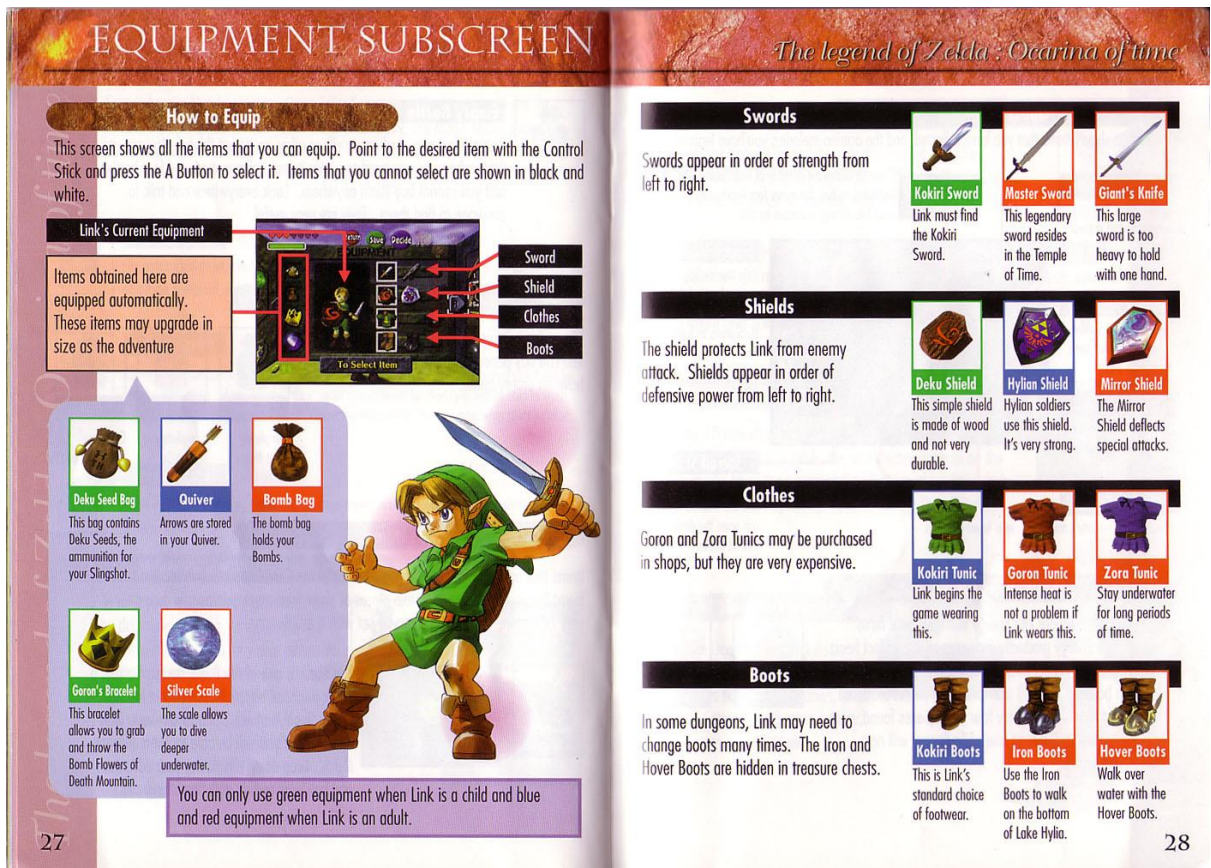 EQUIPMENT SUBSCREEN
How to Equip
This screen shows all the items that you can equip. Point to the desired item with the Control
Stick and press the A Button to select it. Items that you cannot select are shown in black and
white.
Link's Current Equipment
Items obtained here are
equipped automatically.
These items may upgrade in
size as the adventure
Return
Save
Decide
EQUIPMENT
To Select Item
Sword
Shield
Clothes
Boots
Deku Seed Bag
This bag contains
Deku Seeds, the
ammunition for
your Slingshot.
Quiver
Arrows are stored
in your Quiver.
Bomb Bag
The bomb bag
holds your
Bombs.
Goron's Bracelet
This bracelet
allows you to grab
and throw the
Bomb Flowers of
Death Mountain.
Silver Scale
The scale allows
you to dive
deeper
underwater.
You can only use green equipment when Link is a child and blue
and red equipment when Link is an adult.
27
The legend of Zelda : Ocarina of time
Swords
Swords appear in order of strength from
left to right.
Kokiri Sword
Link must find
the Kokiri
Sword.
Master Sword
This legendary
sword resides
in the Temple
of Time.
Giant's Knife
This large
sword is too
heavy to hold
with one hand.
Shields
The shield protects Link from enemy
attack. Shields appear in order of
defensive power from left to right.
Deku Shield
This simple shield
is made of wood
and not very
durable.
Hylian Shield
Hylian soldiers
use this shield.
It's very strong.
Mirror Shield
The Mirror
Shield deflects
special attacks.
Clothes
Goron and Zora Tunics may be purchased
in shops, but they are very expensive.
Kokiri Tunic
Link begins the
game wearing
this.
Goron Tunic
Intense heat is
not a problem if
Link wears this.
Zora Tunic
Stay underwater
for long periods
of time.
Boots
In some dungeons, Link may need to
change boots many times. The Iron and
Hover Boots are hidden in treasure chests.
Kokiri Boots
This is Link's
standard choice
of footwear.
Iron Boots
Use the Iron
Boots to walk
on the bottom
of Lake Hylia.
Hover Boots
Walk over
water with the
Hover Boots.
28